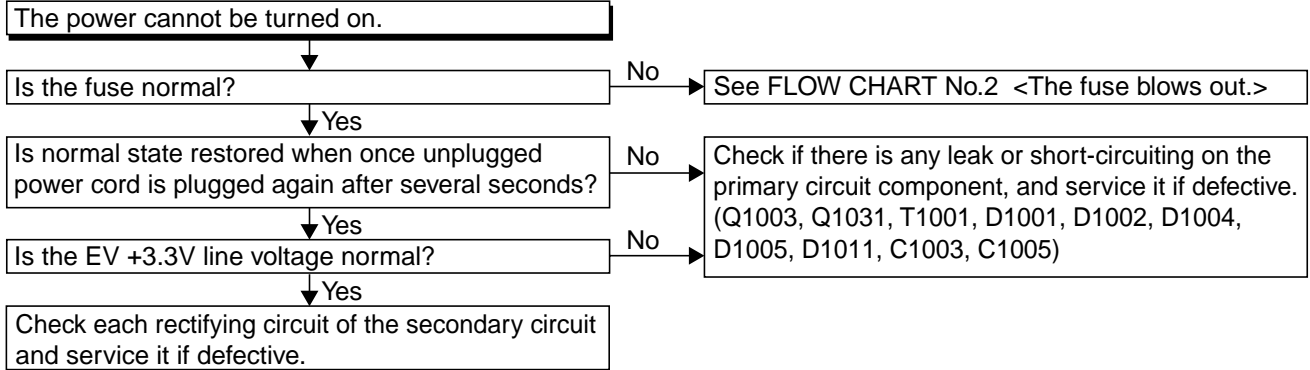 The power cannot be turned on.
Is the fuse normal?
No
See FLOW CHART No.2 <The fuse blows out.>
Yes
Is normal state restored when once unplugged
power cord is plugged again after several seconds?
No
Check if there is any leak or short-circuiting on the
primary circuit component, and service it if defective.
(Q1003, Q1031, T1001, D1001, D1002, D1004,
D1005, D1011, C1003, C1005)
Yes
Is the EV +3.3V line voltage normal?
No
Yes
Check each rectifying circuit of the secondary circuit
and service it if defective.